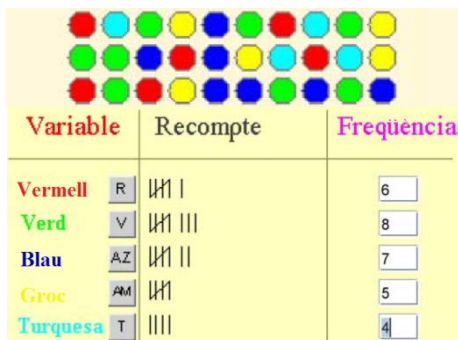 Variable Recompte Freqüència
Vermell R 6
Verd V 8
Blau AZ 7
Groc AM 5
Turquesa T 4